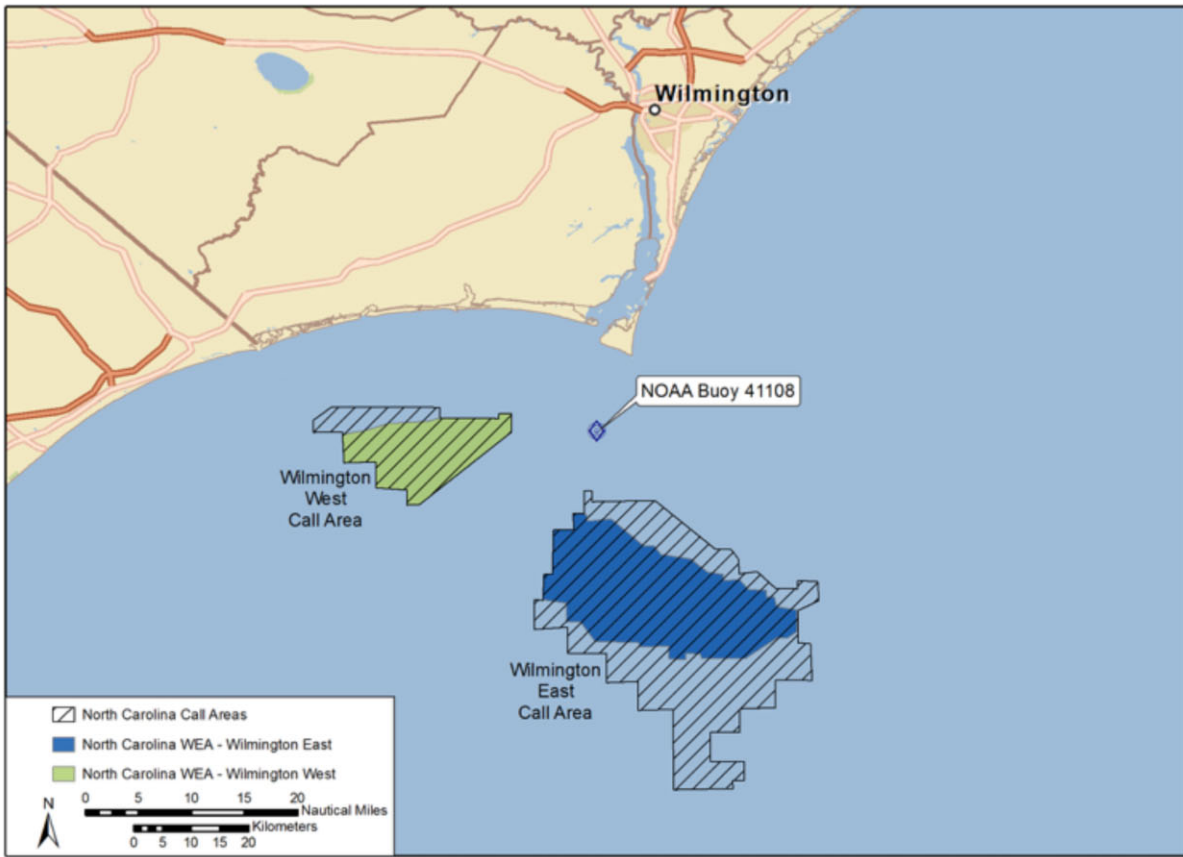 Wilmington
NOAA Buoy 41108
Wilmington
West
Call Area
Wilmington
East
Call Area
North Carolina Call Areas
North Carolina WEA - Wilmington East
North Carolina WEA - Wilmington West
N
0 5 10 15 20
Nautical Miles
Kilometers
0 5 10 15 20